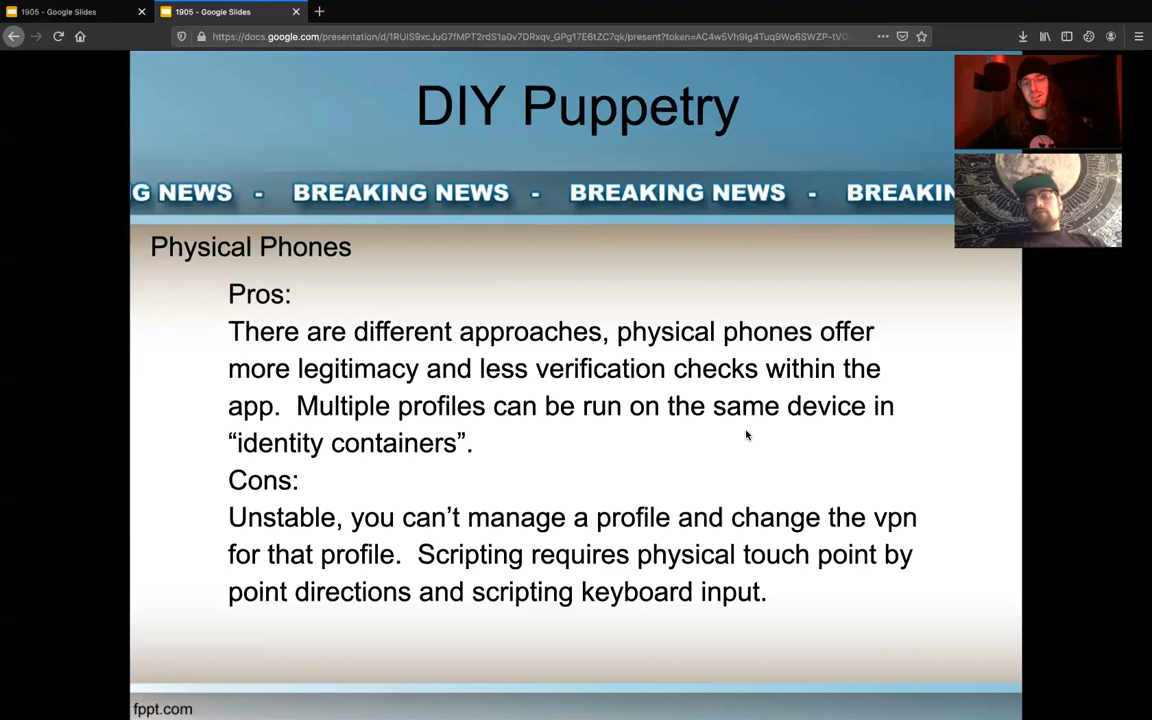 1905 - Google Slides
1905 - Google Slides
DIY Puppetry
G NEWS - BREAKING NEWS - BREAKING NEWS - BREAKIN
Physical Phones
Pros:
There are different approaches, physical phones offer
more legitimacy and less verification checks within the
app. Multiple profiles can be run on the same device in
“identity containers”.
Cons:
Unstable, you can’t manage a profile and change the vpn
for that profile. Scripting requires physical touch point by
point directions and scripting keyboard input.
fppt.com